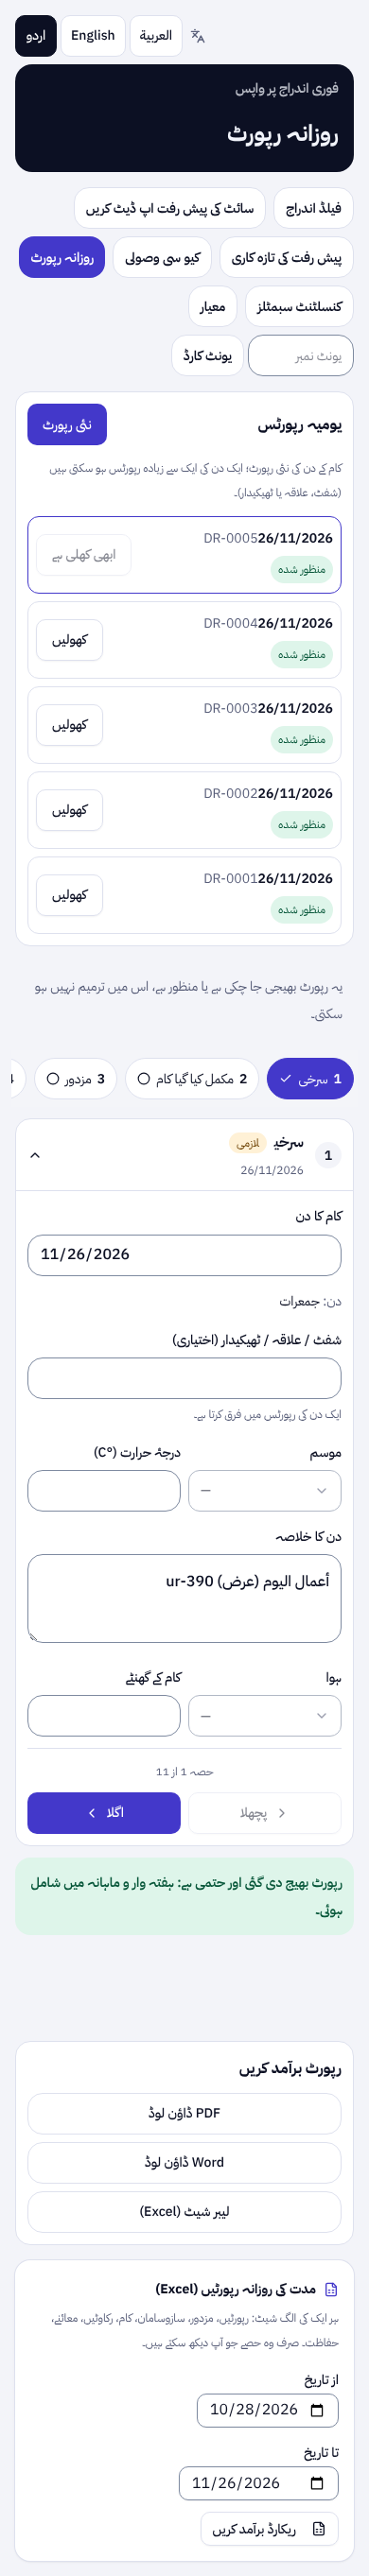 العربية
English
اردو
فوری اندراج پر واپس
روزانہ رپورٹ
فیلڈ اندراج
سائٹ کی پیش رفت اپ ڈیٹ کریں
پیش رفت کی تازہ کاری
کیو سی وصولی
روزانہ رپورٹ
کنسلٹنٹ سبمٹلز
معیار
یونٹ نمبر
یونٹ کارڈ
یومیہ رپورٹس
نئی رپورٹ
کام کے دن کی نئی رپورٹ؛ ایک دن کی ایک سے زیادہ رپورٹس ہو سکتی ہیں
(شفٹ، علاقہ یا ٹھیکیدار)۔
26/11/2026 DR-0005
منظور شدہ
ابھی کھلی ہے
26/11/2026 DR-0004
منظور شدہ
کھولیں
26/11/2026 DR-0003
منظور شدہ
کھولیں
26/11/2026 DR-0002
منظور شدہ
کھولیں
26/11/2026 DR-0001
منظور شدہ
کھولیں
یہ رپورٹ بھیجی جا چکی ہے یا منظور ہے، اس میں ترمیم نہیں ہو
سکتی۔
1 سرخی
2 مکمل کیا گیا کام
3 مزدور
1
سرخی
لازمی
26/11/2026
کام کا دن
11/26/2026
دن: جمعرات
شفٹ / علاقہ / ٹھیکیدار (اختیاری)
ایک دن کی رپورٹس میں فرق کرتا ہے۔
موسم
درجۂ حرارت (°C)
—
دن کا خلاصہ
أعمال اليوم (عرض) ur-390
ہوا
کام کے گھنٹے
—
حصہ 1 از 11
پچھلا
اگلا
رپورٹ بھیج دی گئی اور حتمی ہے: ہفتہ وار و ماہانہ میں شامل
ہوئی۔
رپورٹ برآمد کریں
PDF ڈاؤن لوڈ
Word ڈاؤن لوڈ
لیبر شیٹ (Excel)
مدت کی روزانہ رپورٹیں (Excel)
ہر ایک کی الگ شیٹ: رپورٹیں، مزدور، سازوسامان، کام، رکاوٹیں، معائنے،
حفاظت۔ صرف وہ حصے جو آپ دیکھ سکتے ہیں۔
از تاریخ
10/28/2026
تا تاریخ
11/26/2026
ریکارڈ برآمد کریں